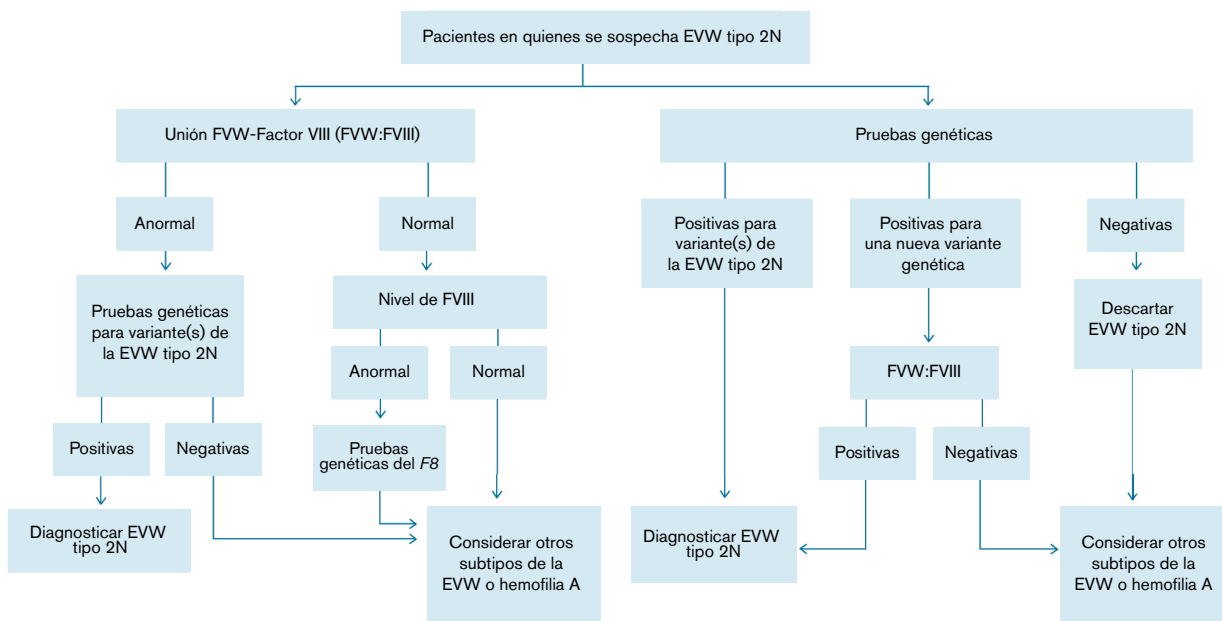 Pacientes en quienes se sospecha EVW tipo 2N
Unión FVW-Factor VIII (FVW:FVIII)
Pruebas genéticas
Anormal
Normal
Positivas para
variante(s) de
la EVW tipo 2N
Positivas para
una nueva variante
genética
Negativas
Pruebas genéticas
para variante(s) de
la EVW tipo 2N
Nivel de FVIII
Descartar
EVW tipo 2N
Anormal
Normal
FVW:FVIII
Positivas
Negativas
Pruebas
genéticas del F8
Positivas
Negativas
Diagnosticar EVW
tipo 2N
Considerar otros
subtipos de la
EVW o hemofilia A
Diagnosticar EVW
tipo 2N
Considerar otros
subtipos de la
EVW o hemofilia A